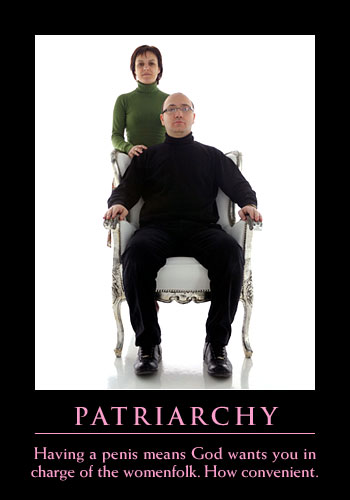 PATRIARCHY
Having a penis means God wants you in
charge of the womenfolk. How convenient.